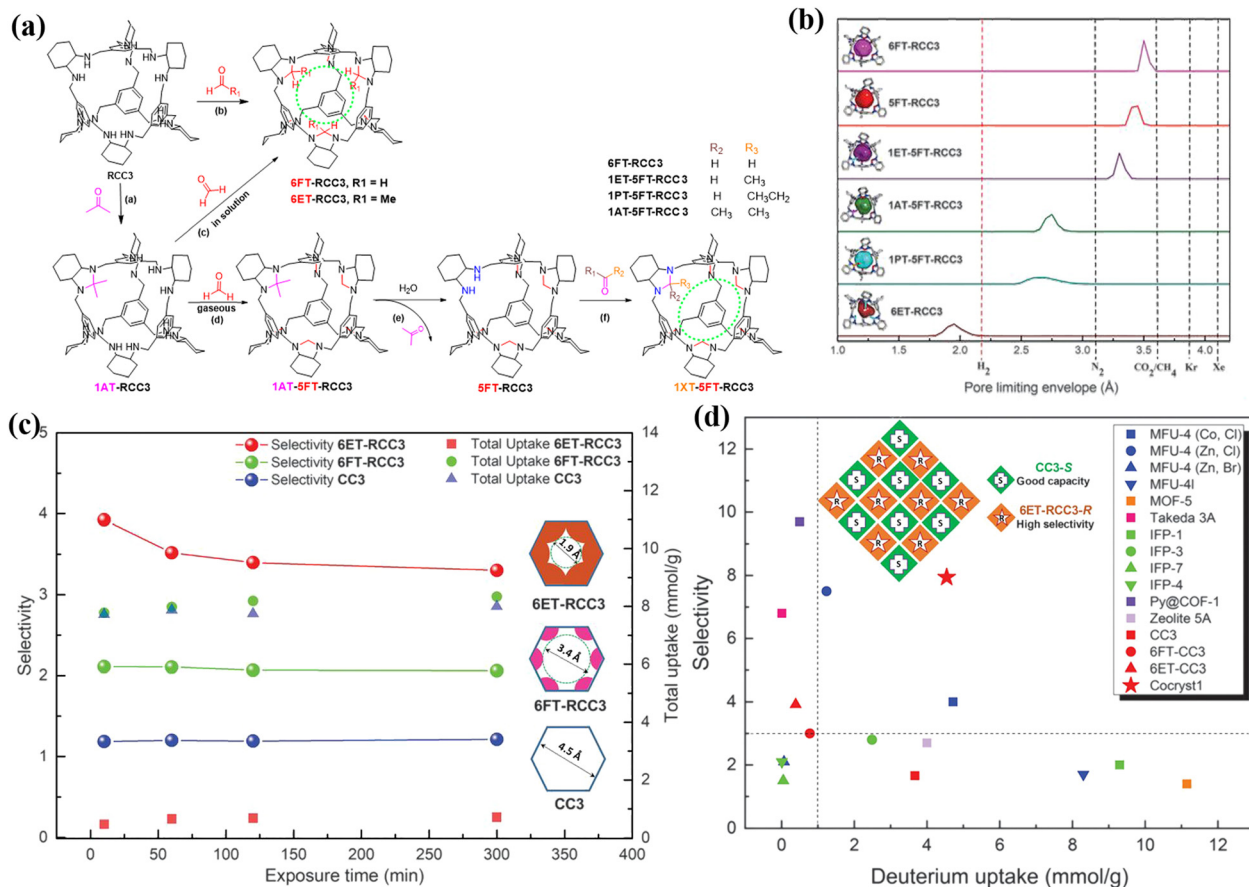 (a)
RCC3
(b)
6FT-RCC3, R1 = H
6ET-RCC3, R1 = Me
(a)
(c) in solution
R2 R3
6FT-RCC3 H H
1ET-5FT-RCC3 H CH3
1PT-5FT-RCC3 H CH3CH2
1AT-5FT-RCC3 CH3 CH3
1AT-RCC3
gaseous
(d)
1AT-5FT-RCC3
H2O
(e)
5FT-RCC3
(f)
1XT-5FT-RCC3
(b)
6FT-RCC3
5FT-RCC3
1ET-5FT-RCC3
1AT-5FT-RCC3
1PT-5FT-RCC3
6ET-RCC3
1.0 1.5 2.0 2.5 3.0 3.5 4.0
H2 N2 CO2/CH4 Kr Xe
Pore limiting envelope (Å)
(c)
Selectivity 6ET-RCC3
Selectivity 6FT-RCC3
Selectivity CC3
Total Uptake 6ET-RCC3
Total Uptake 6FT-RCC3
Total Uptake CC3
5
4
3
2
1
0
Selectivity
14
12
10
8
6
4
2
0
Total uptake (mmol/g)
1.9 Å
6ET-RCC3
3.4 Å
6FT-RCC3
4.5 Å
CC3
0 50 100 150 200 250 300 350 400
Exposure time (min)
(d)
12
10
8
6
4
2
0
Selectivity
CC3-S
Good capacity
6ET-RCC3-R
High selectivity
MFU-4 (Co, Cl)
MFU-4 (Zn, Cl)
MFU-4 (Zn, Br)
MFU-4l
MOF-5
Takeda 3A
IFP-1
IFP-3
IFP-7
IFP-4
Py@COF-1
Zeolite 5A
CC3
6FT-CC3
6ET-CC3
Cocryst1
0 2 4 6 8 10 12
Deuterium uptake (mmol/g)